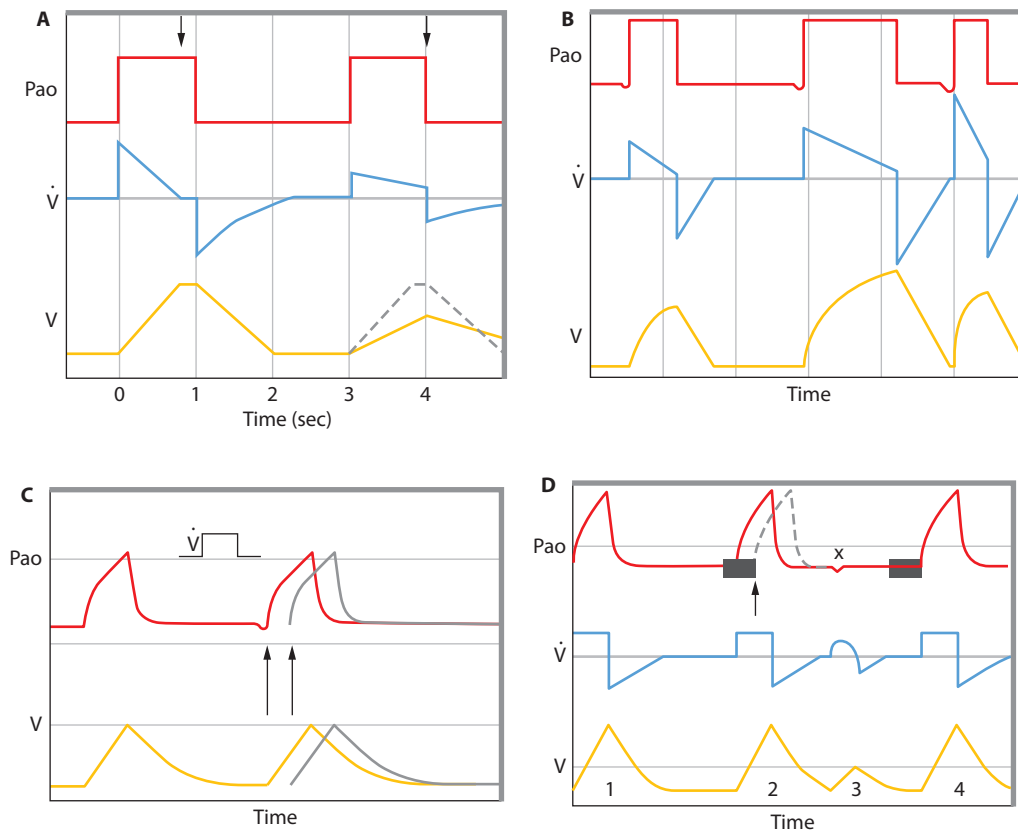 A
Pao
V̇
V
0 1 2 3 4
Time (sec)
B
Pao
V̇
V
Time
C
V̇
Pao
V
Time
D
Pao
x
V̇
V
1 2 3 4
Time